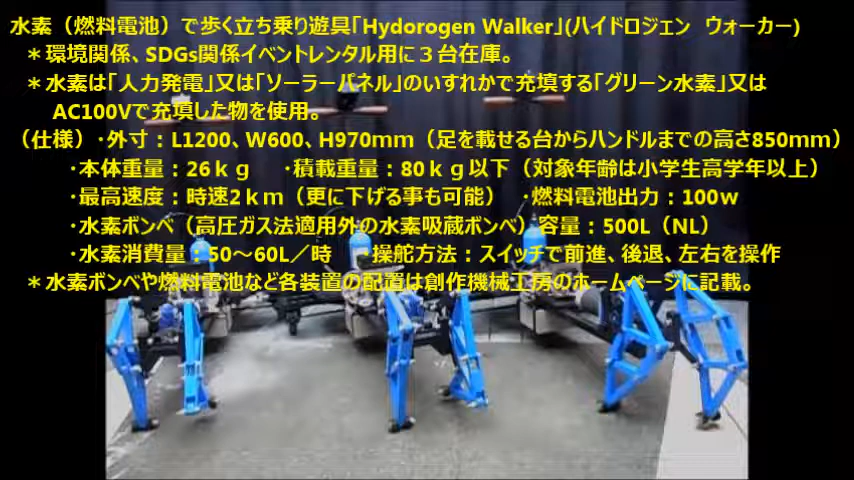 水素（燃料電池）で歩く立ち乗り遊具「Hydorogen Walker」(ハイドロジェン ウォーカー)
＊環境関係、SDGs関係イベントレンタル用に３台在庫。
＊水素は「人力発電」又は「ソーラーパネル」のいすれかで充填する「グリーン水素」又は
AC100Vで充填した物を使用。
（仕様）・外寸：L1200、W600、H970mm（足を載せる台からハンドルまでの高さ850mm）
・本体重量：26ｋｇ ・積載重量：80ｋｇ以下（対象年齢は小学生高学年以上）
・最高速度：時速2ｋｍ（更に下げる事も可能） ・燃料電池出力：100w
・水素ボンベ（高圧ガス法適用外の水素吸蔵ボンベ）容量：500L（NL）
・水素消費量：50～60L／時 ・操舵方法：スイッチで前進、後退、左右を操作
＊水素ボンベや燃料電池など各装置の配置は創作機械工房のホームページに記載。